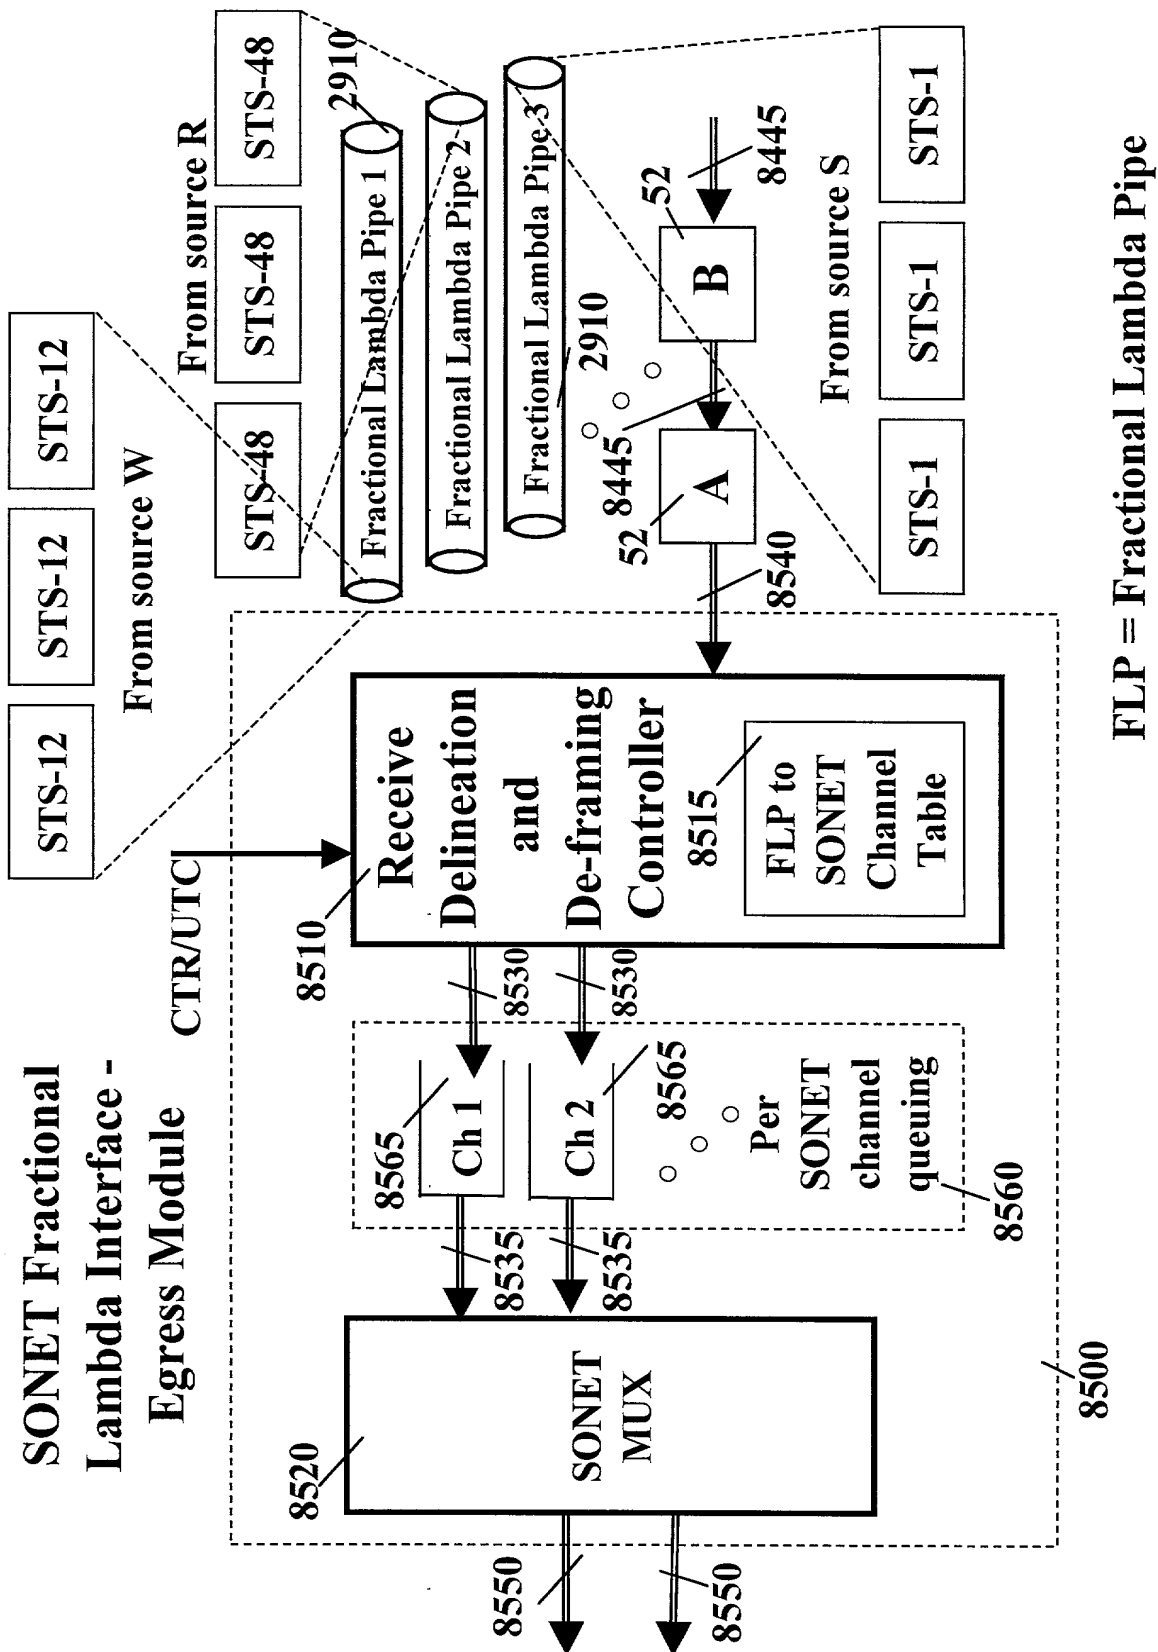 SONET Fractional
Lambda Interface -
Egress Module
STS-12
STS-12
STS-12
From source W
From source R
STS-48
STS-48
STS-48
2910
Fractional Lambda Pipe 1
Fractional Lambda Pipe 2
Fractional Lambda Pipe 3
2910
CTR/UTC
8510
Receive
Delineation
and
De-framing
Controller
8515
FLP to
SONET
Channel
Table
8530
8530
8565
Ch 1
Ch 2
8565
Per
SONET
channel
queuing
8560
8535
8535
8520
SONET
MUX
8550
8550
8500
8540
52
A
8445
52
B
8445
From source S
STS-1
STS-1
STS-1
FLP = Fractional Lambda Pipe